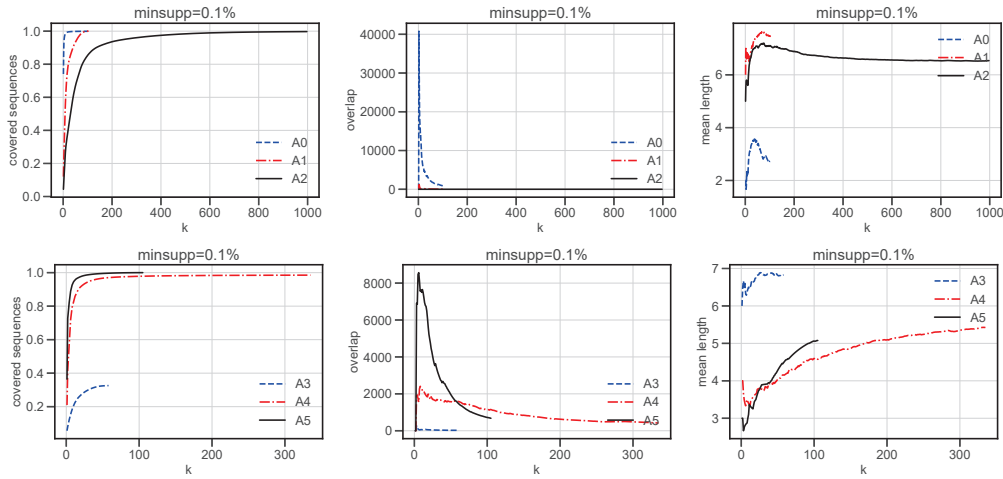 minsupp=0.1%
covered sequences
1.0
0.8
0.6
0.4
0.2
0.0
A0
A1
A2
0 200 400 600 800 1000
k
minsupp=0.1%
overlap
40000
30000
20000
10000
0
A0
A1
A2
0 200 400 600 800 1000
k
minsupp=0.1%
mean length
6
4
2
A0
A1
A2
0 200 400 600 800 1000
k
minsupp=0.1%
covered sequences
1.0
0.8
0.6
0.4
0.2
A3
A4
A5
0 100 200 300
k
minsupp=0.1%
overlap
8000
6000
4000
2000
0
A3
A4
A5
0 100 200 300
k
minsupp=0.1%
mean length
7
6
5
4
3
A3
A4
A5
0 100 200 300
k